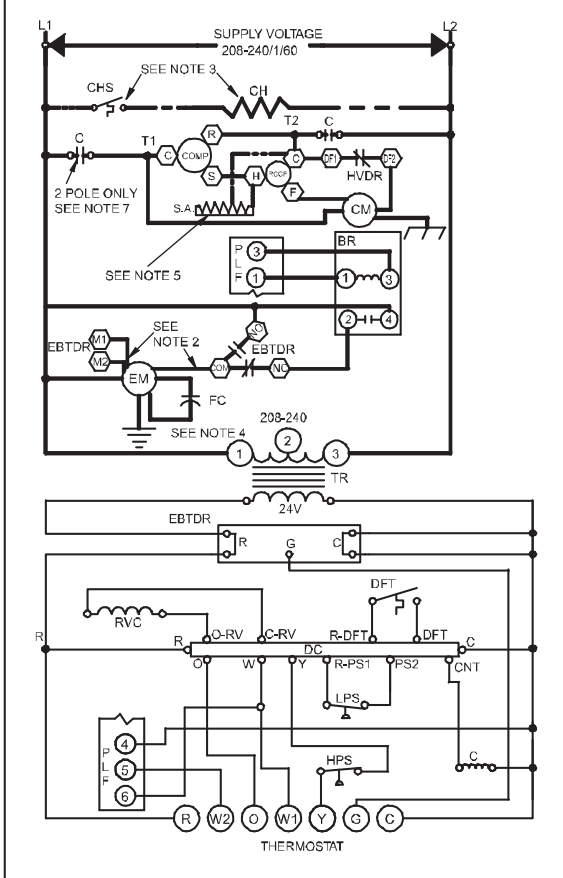 L1 L2
SUPPLY VOLTAGE
208-240/1/60
SEE NOTE 3
CHS CH
T2 C
C T1 C COMP R
S H C DF1 DF2
HVDR
F
2 POLE ONLY
SEE NOTE 7
S.A. CM
SEE NOTE 5
P
L
F
3
1
BR
1 3
2 4
SEE
NOTE 2
EBTDR
M1
M2
EM
NO
EBTDR
COM NC
FC
SEE NOTE 4
208-240
1 2 3
TR
24V
EBTDR
R G C
DFT
RVC
O-RV C-RV R-DFT DFT
R
R DC C
O W Y R-PS1 PS2 CNT
LPS
P
L
F
4
5
6
HPS C
R W2 O W1 Y G C
THERMOSTAT